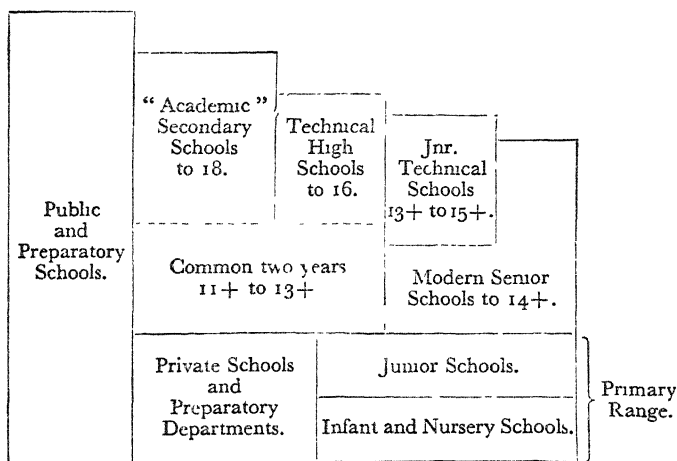 Public
and
Preparatory
Schools.
“Academic”
Secondary
Schools
to 18.
Technical
High
Schools
to 16.
Jnr.
Technical
Schools
13+ to 15+.
Common two years
11+ to 13+
Modern Senior
Schools to 14+.
Private Schools
and
Preparatory
Departments.
Junior Schools.
Infant and Nursery Schools.
Primary
Range.